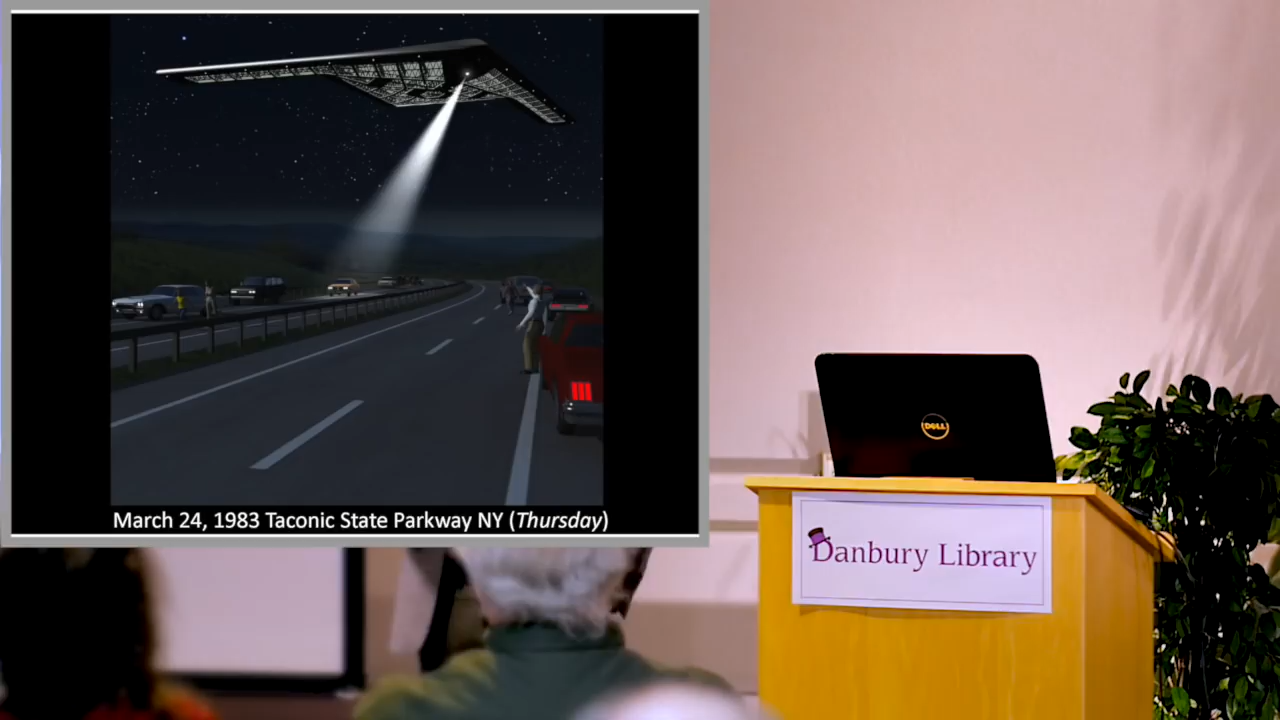 March 24, 1983 Taconic State Parkway NY (Thursday)
DELL
Danbury Library